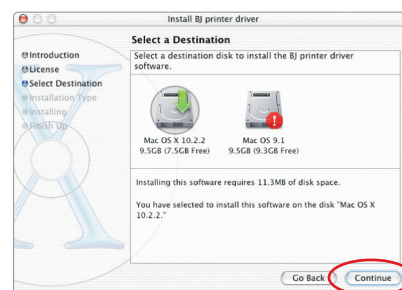 Install BJ printer driver
Select a Destination
Introduction
License
Select Destination
Installation Type
Installing
Finish Up
Select a destination disk to install the BJ printer driver
software.
Mac OS X 10.2.2
9.5GB (7.5GB Free)
Mac OS 9.1
9.5GB (9.3GB Free)
Installing this software requires 11.3MB of disk space.
You have selected to install this software on the disk "Mac OS X
10.2.2."
Go Back
Continue